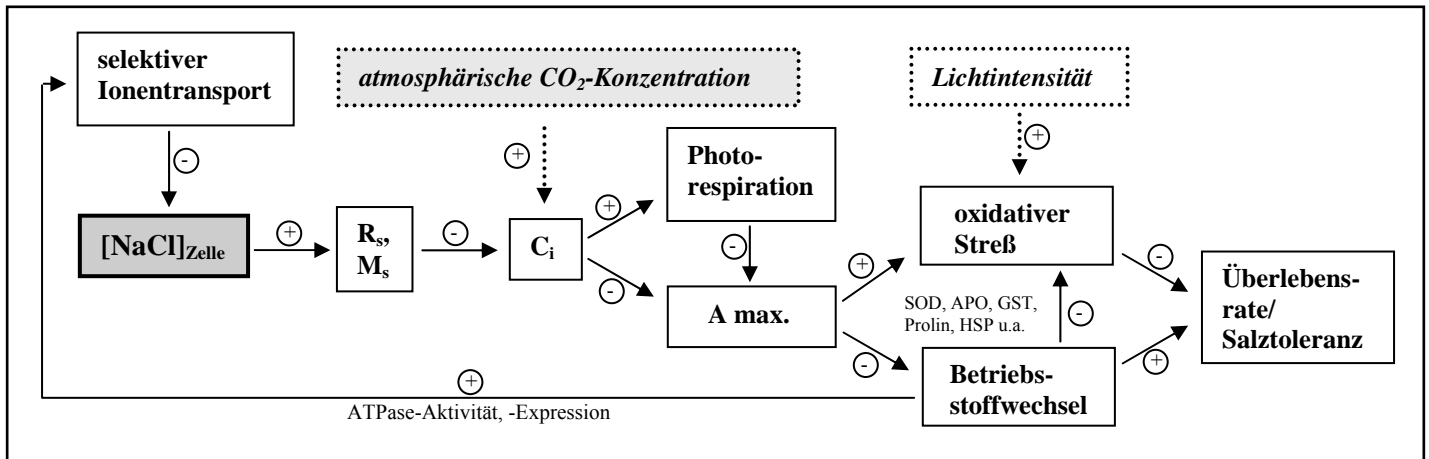 selektiver
Ionentransport
atmosphärische CO₂-Konzentration
Lichtintensität
-
+
+
Photo-
respiration
oxidativer
Streß
[NaCl]Zelle
+
Rs,
Ms
-
Ci
+
-
-
A max.
+
-
SOD, APO, GST,
Prolin, HSP u.a.
-
-
+
Überlebens-
rate/
Salztoleranz
Betriebs-
stoffwechsel
+
ATPase-Aktivität, -Expression